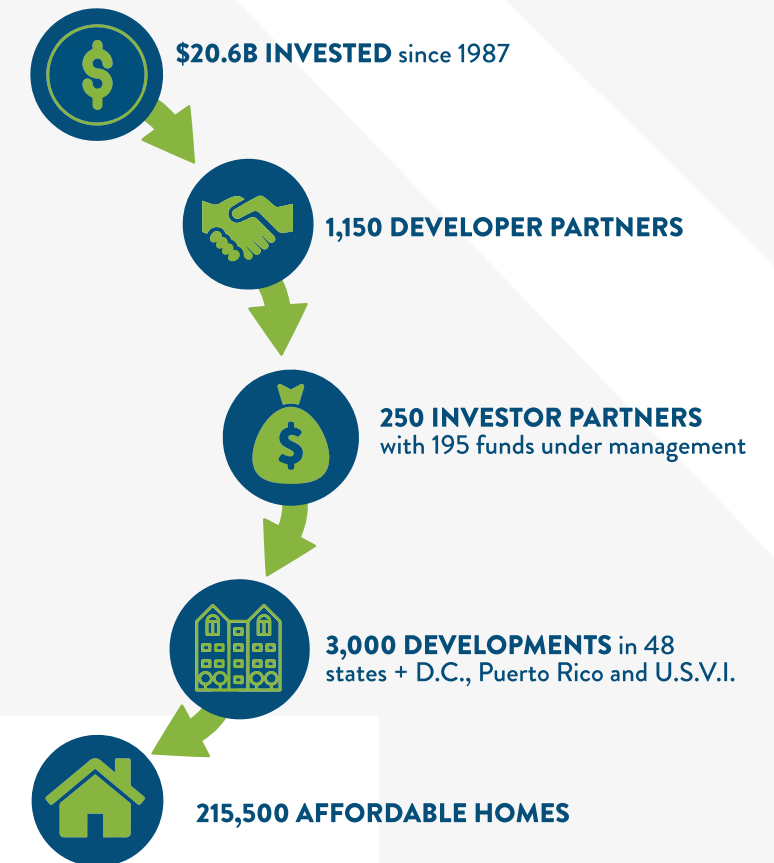 $20.6B INVESTED since 1987
1,150 DEVELOPER PARTNERS
250 INVESTOR PARTNERS
with 195 funds under management
3,000 DEVELOPMENTS in 48
states + D.C., Puerto Rico and U.S.V.I.
215,500 AFFORDABLE HOMES